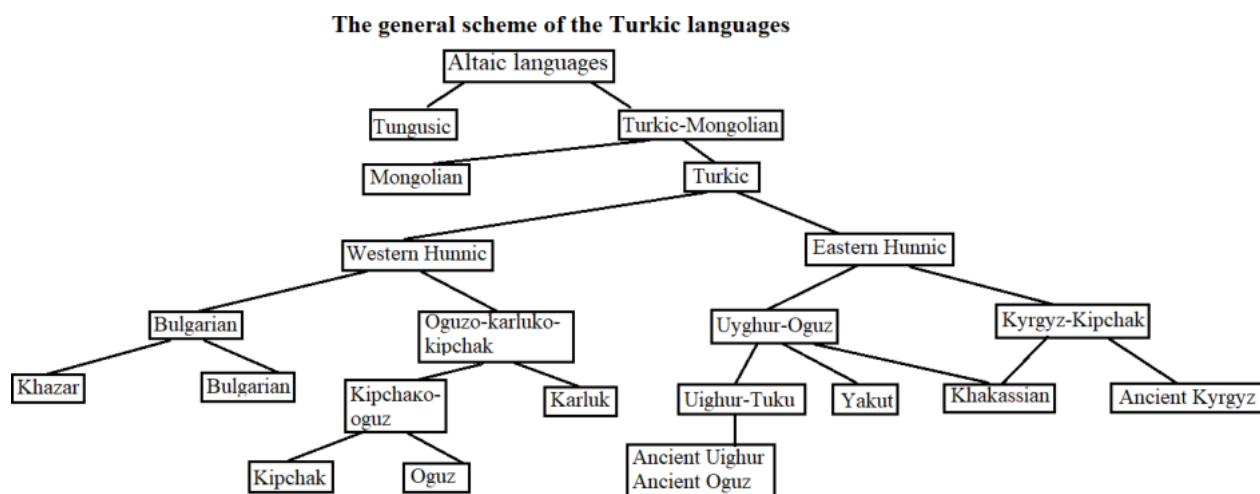 The general scheme of the Turkic languages
Altaic languages
Tungusic
Turkic-Mongolian
Mongolian
Turkic
Western Hunnic
Eastern Hunnic
Bulgarian
Oguzo-karluko-
kipchak
Uyghur-Oguz
Kyrgyz-Kipchak
Khazar
Bulgarian
Kipchaкo-
oguz
Karluk
Uighur-Tuku
Yakut
Khakassian
Ancient Kyrgyz
Kipchak
Oguz
Ancient Uighur
Ancient Oguz